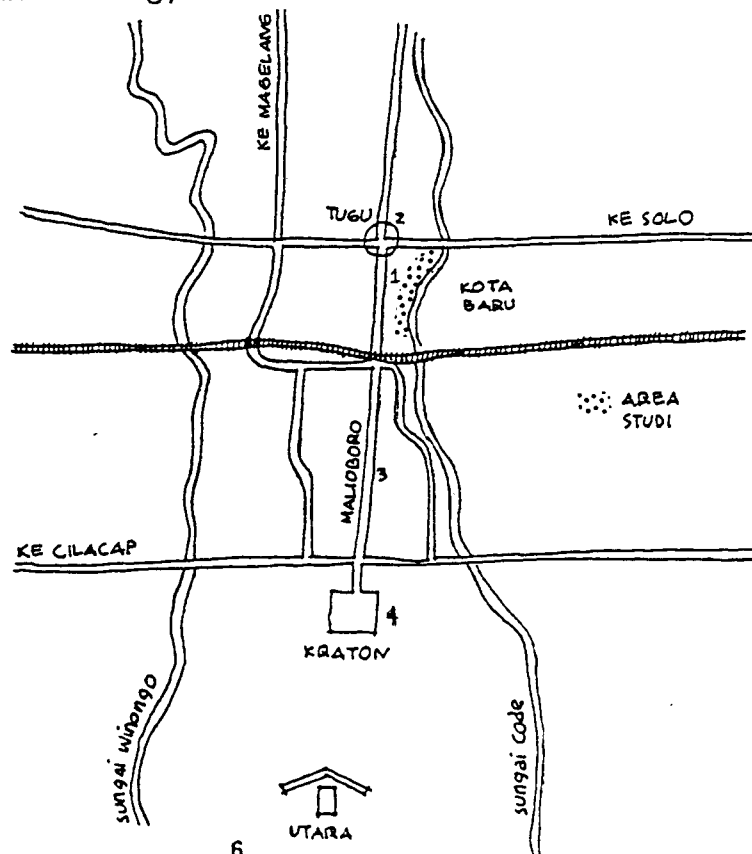 KE MAGELANG
TUGU
2
KE SOLO
1
KOTA
BARU
AREA
STUDI
MALIOBORO
3
KE CILACAP
4
KRATON
sungai Winongo
sungai Code
UTARA
6